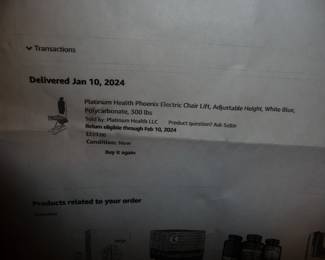 Transactions
Delivered Jan 10, 2024
Platinum Health Phoenix Electric Chair Lift, Adjustable Height, White Blue,
Polycarbonate, 300 lbs
Sold by: Platinum Health LLC Product question? Ask Seller
Return eligible through Feb 10, 2024
Condition: New
Buy it again
Products related to your order